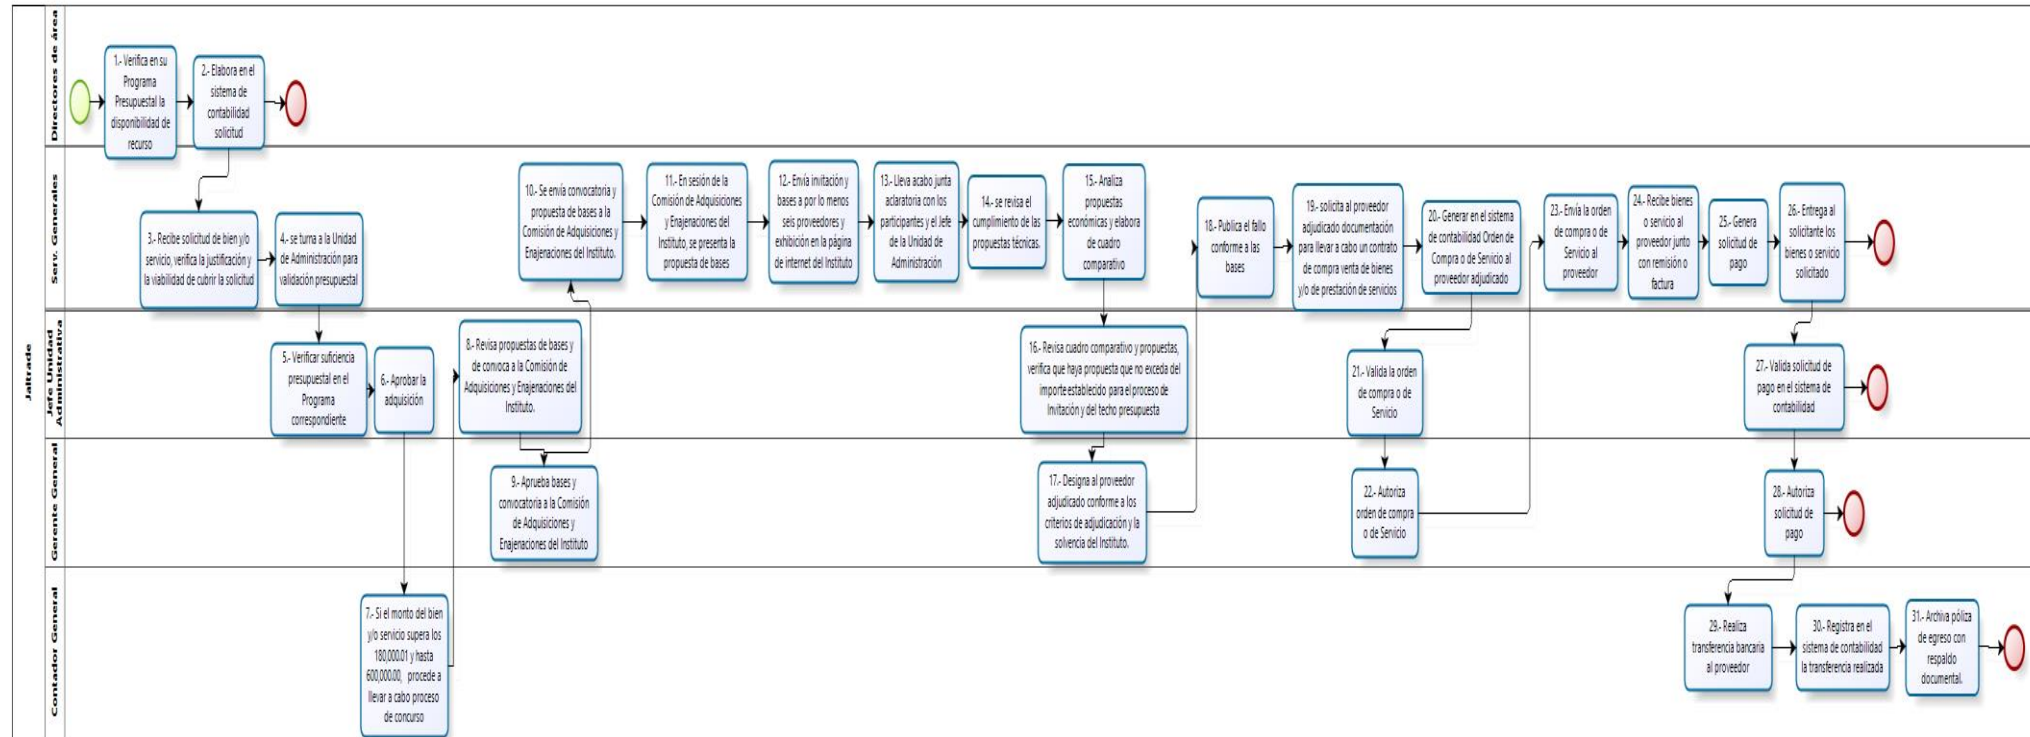 Jaltrade
Directores de área
1.- Verifica en su
Programa
Presupuestal la
disponibilidad de
recurso
2.- Elabora en el
sistema de
contabilidad
solicitud
Serv. Generales
3.- Recibe solicitud de bien y/o
servicio, verifica la justificación y
la viabilidad de cubrir la solicitud
4.- se turna a la Unidad
de Administración para
validación presupuestal
10.- Se envía convocatoria y
propuesta de bases a la
Comisión de Adquisiciones y
Enajenaciones del Instituto.
11.- En sesión de la
Comisión de Adquisiciones
y Enajenaciones del
Instituto, se presenta la
propuesta de bases
12.- Envía invitación y
bases a por lo menos
seis proveedores y
exhibición en la página
de internet del Instituto
13.- Lleva acabo junta
aclaratoria con los
participantes y el Jefe
de la Unidad de
Administración
14.- se revisa el
cumplimiento de las
propuestas técnicas.
15.- Analiza
propuestas
económicas y elabora
de cuadro
comparativo
18.- Publica el fallo
conforme a las
bases
19.- solicita al proveedor
adjudicado documentación
para llevar a cabo un contrato
de compra venta de bienes
y/o de prestación de servicios
20.- Generar en el sistema
de contabilidad Orden de
Compra o de Servicio al
proveedor adjudicado
23.- Envía la orden
de compra o de
Servicio al
proveedor
24.- Recibe bienes
o servicio al
proveedor junto
con remisión o
factura
25.- Genera
solicitud de
pago
26.- Entrega al
solicitante los
bienes o servicio
solicitado
Jefe Unidad
Administrativa
5.- Verificar suficiencia
presupuestal en el
Programa
correspondiente
6.- Aprobar la
adquisición
8.- Revisa propuestas de bases y
de convoca a la Comisión de
Adquisiciones y Enajenaciones del
Instituto.
16.- Revisa cuadro comparativo y propuestas,
verifica que haya propuesta que no exceda del
importe establecido para el proceso de
Invitación y del techo presupuesta
21.- Valida la orden
de compra o de
Servicio
27.- Valida solicitud de
pago en el sistema de
contabilidad
Gerente General
9.- Aprueba bases y
convocatoria a la Comisión
de Adquisiciones y
Enajenaciones del Instituto
17.- Designa al proveedor
adjudicado conforme a los
criterios de adjudicación y la
solvencia del Instituto.
22.- Autoriza
orden de compra
o de Servicio
28.- Autoriza
solicitud de
pago
Contador General
7.- Si el monto del bien
y/o servicio supera los
180,000.01 y hasta
600,000.00, procede a
llevar a cabo proceso
de concurso
29.- Realiza
transferencia bancaria
al proveedor
30.- Registra en el
sistema de contabilidad
la transferencia realizada
31.- Archiva póliza
de egreso con
respaldo
documental.